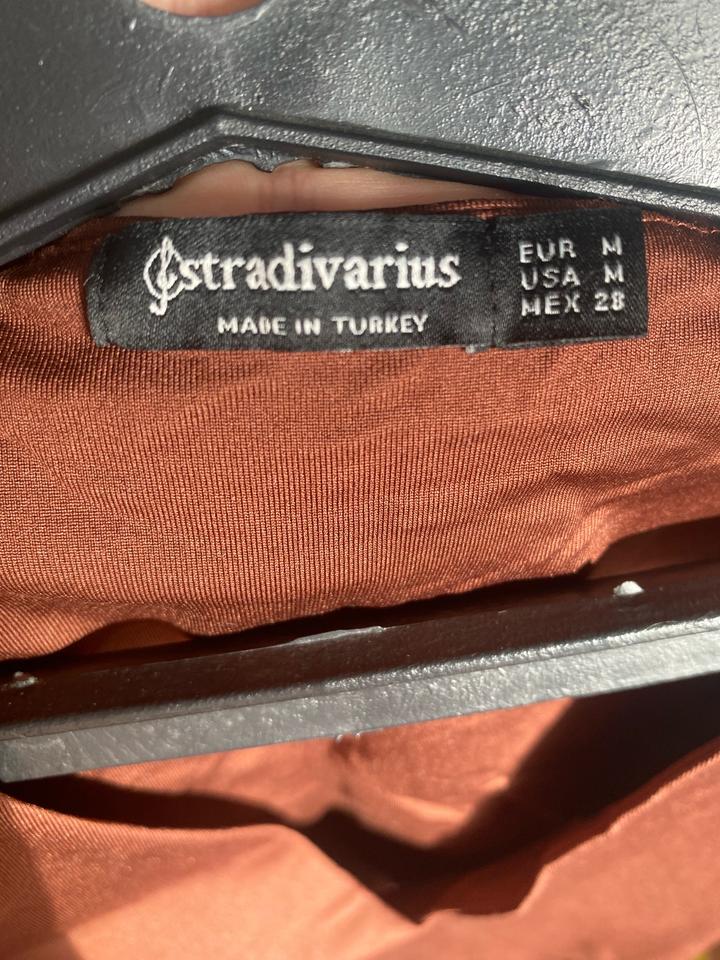 stradivarius
MADE IN TURKEY
EUR M
USA M
MEX 28